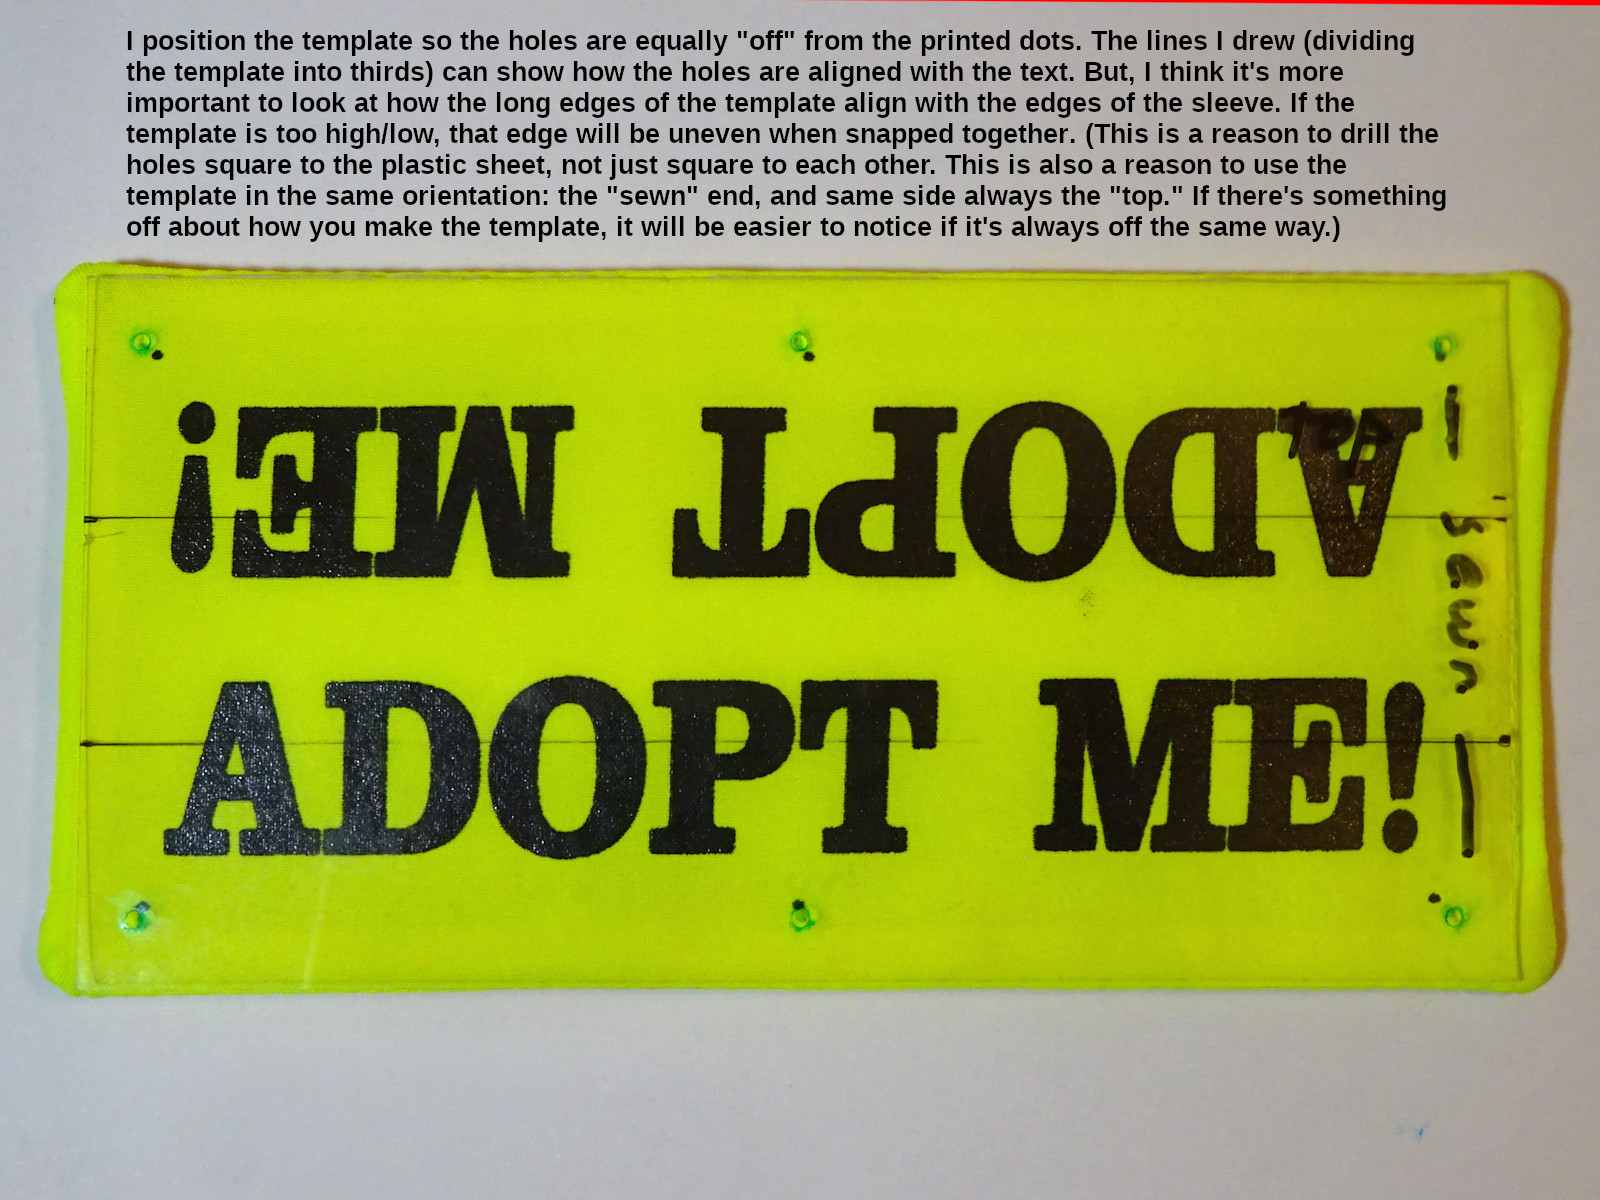 I position the template so the holes are equally "off" from the printed dots. The lines I drew (dividing
the template into thirds) can show how the holes are aligned with the text. But, I think it's more
important to look at how the long edges of the template align with the edges of the sleeve. If the
template is too high/low, that edge will be uneven when snapped together. (This is a reason to drill the
holes square to the plastic sheet, not just square to each other. This is also a reason to use the
template in the same orientation: the "sewn" end, and same side always the "top." If there's something
off about how you make the template, it will be easier to notice if it's always off the same way.)
ADOPT ME!
Top
sewn
ADOPT ME!